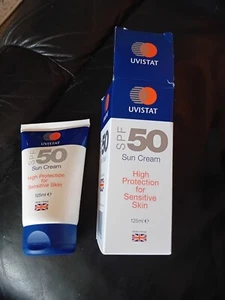 UVISTAT
UVISTAT
SPF 50
Sun Cream
High
Protection
for
Sensitive
Skin
125ml e
UVISTAT
SPF 50
Sun Cream
High Protection
for
Sensitive Skin
125ml e